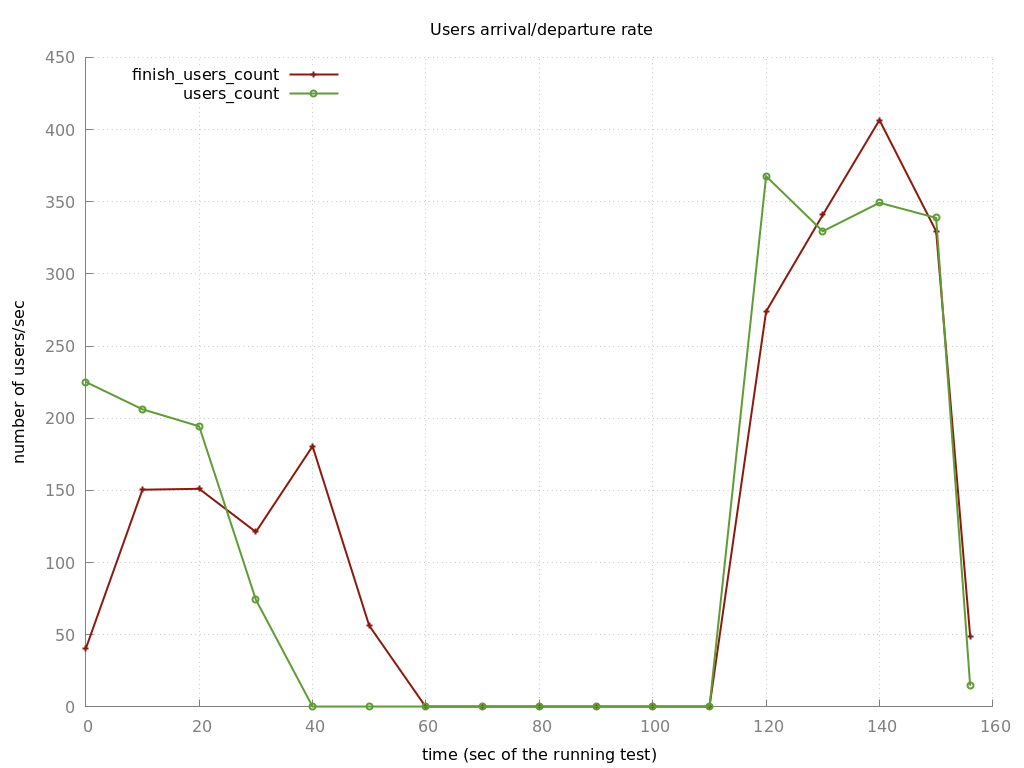 Users arrival/departure rate
450
400
350
300
250
200
150
100
50
0
finish_users_count
users_count
number of users/sec
0 20 40 60 80 100 120 140 160
time (sec of the running test)